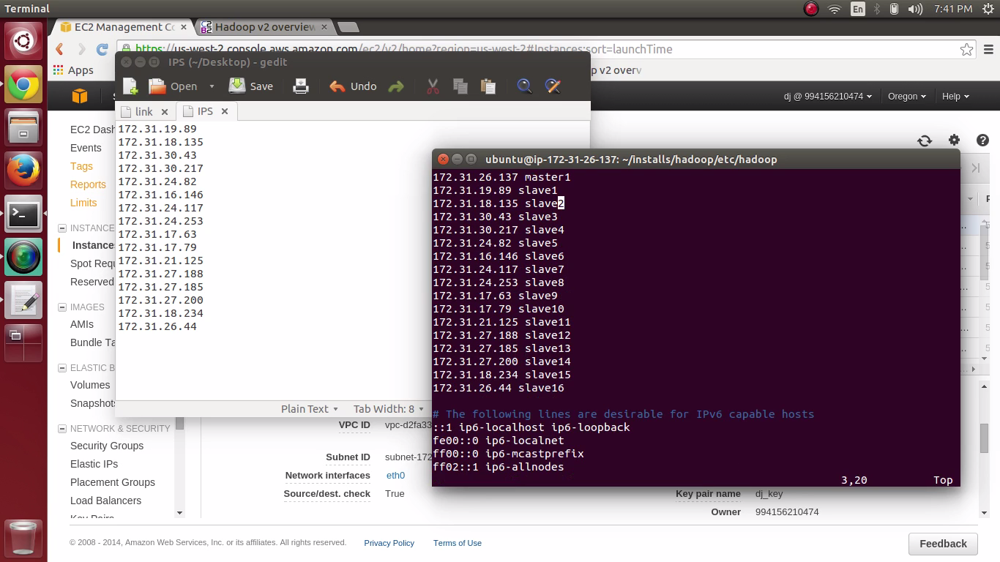 Terminal
En
7:41 PM
EC2 Management Co
Hadoop v2 overview
https://us-west-2.console.aws.amazon.com/ec2/v2/home?region=us-west-2#Instances:sort=launchTime
Apps
p v2 overv
dj @ 994156210474
Oregon
Help
EC2 Dash
Events
Tags
Reports
Limits
INSTANCE
Instances
Spot Requ
Reserved
IMAGES
AMIs
Bundle Ta
ELASTIC B
Volumes
Snapshots
NETWORK & SECURITY
Security Groups
Elastic IPs
Placement Groups
Load Balancers
Key Pairs
IPS (~/Desktop) - gedit
Open
Save
Undo
link
IPS
172.31.19.89
172.31.18.135
172.31.30.43
172.31.30.217
172.31.24.82
172.31.16.146
172.31.24.117
172.31.24.253
172.31.17.63
172.31.17.79
172.31.21.125
172.31.27.188
172.31.27.185
172.31.27.200
172.31.18.234
172.31.26.44
Plain Text
Tab Width: 8
ubuntu@ip-172-31-26-137: ~/installs/hadoop/etc/hadoop
172.31.26.137 master1
172.31.19.89 slave1
172.31.18.135 slave2
172.31.30.43 slave3
172.31.30.217 slave4
172.31.24.82 slave5
172.31.16.146 slave6
172.31.24.117 slave7
172.31.24.253 slave8
172.31.17.63 slave9
172.31.17.79 slave10
172.31.21.125 slave11
172.31.27.188 slave12
172.31.27.185 slave13
172.31.27.200 slave14
172.31.18.234 slave15
172.31.26.44 slave16
# The following lines are desirable for IPv6 capable hosts
::1 ip6-localhost ip6-loopback
fe00::0 ip6-localnet
ff00::0 ip6-mcastprefix
ff02::1 ip6-allnodes
3,20 Top
VPC ID vpc-d2fa33
Subnet ID subnet-172
Network interfaces eth0
Source/dest. check True
Key pair name dj_key
Owner 994156210474
© 2008 - 2014, Amazon Web Services, Inc. or its affiliates. All rights reserved.
Privacy Policy
Terms of Use
Feedback